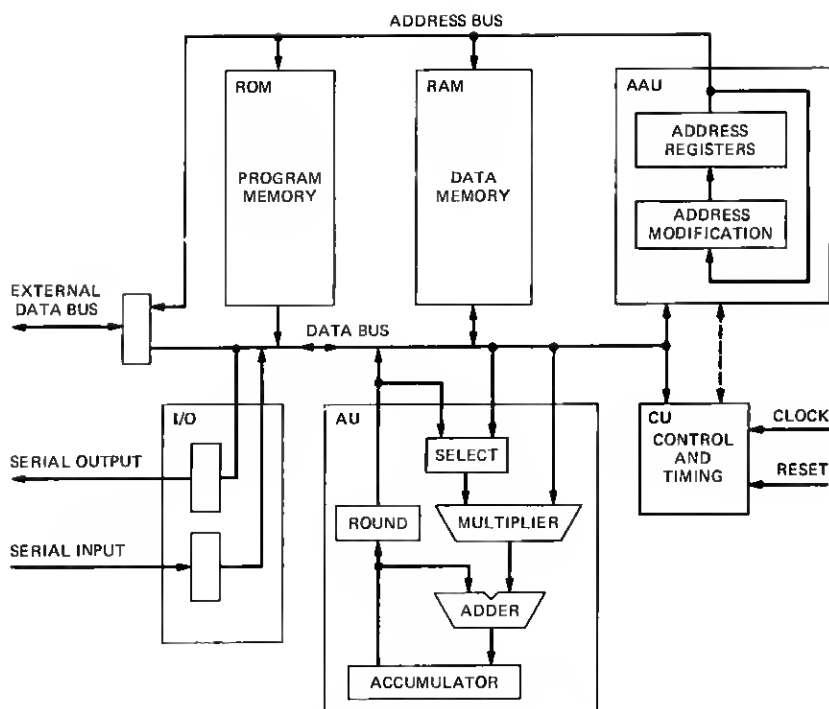 ADDRESS BUS
ROM
PROGRAM
MEMORY
RAM
DATA
MEMORY
AAU
ADDRESS
REGISTERS
ADDRESS
MODIFICATION
EXTERNAL
DATA BUS
DATA BUS
I/O
SERIAL OUTPUT
SERIAL INPUT
AU
SELECT
ROUND
MULTIPLIER
ADDER
ACCUMULATOR
CU
CONTROL
AND
TIMING
CLOCK
RESET